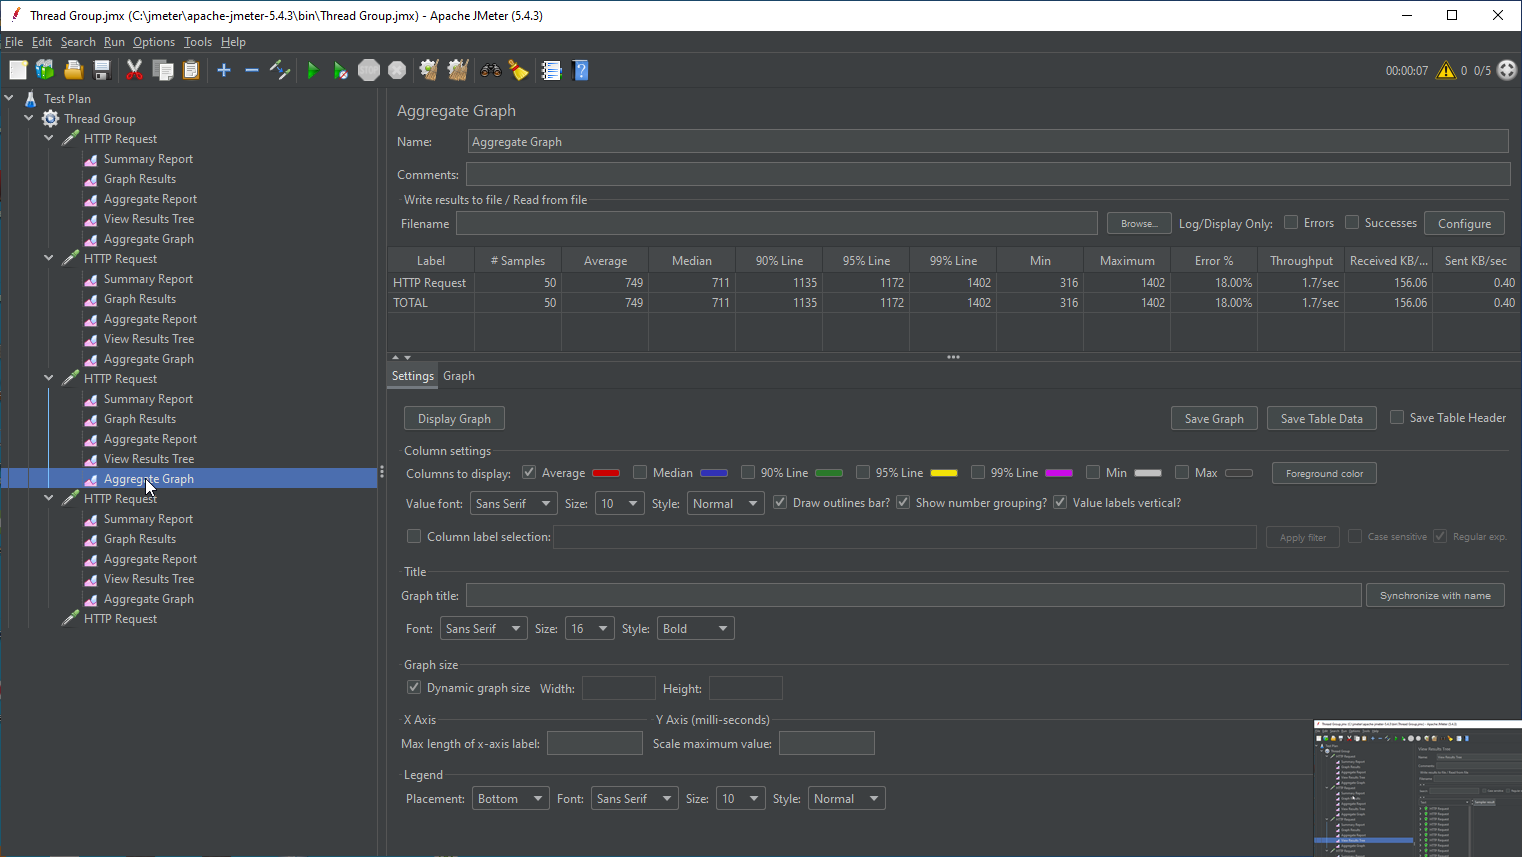 Thread Group.jmx (C:\jmeter\apache-jmeter-5.4.3\bin\Thread Group.jmx) - Apache JMeter (5.4.3)
File Edit Search Run Options Tools Help
00:00:07 0 0/5
Test Plan
Thread Group
HTTP Request
Summary Report
Graph Results
Aggregate Report
View Results Tree
Aggregate Graph
HTTP Request
Summary Report
Graph Results
Aggregate Report
View Results Tree
Aggregate Graph
HTTP Request
Summary Report
Graph Results
Aggregate Report
View Results Tree
Aggregate Graph
HTTP Request
Summary Report
Graph Results
Aggregate Report
View Results Tree
Aggregate Graph
HTTP Request
Aggregate Graph
Name: Aggregate Graph
Comments:
Write results to file / Read from file
Filename Browse... Log/Display Only: Errors Successes Configure
Label # Samples Average Median 90% Line 95% Line 99% Line Min Maximum Error % Throughput Received KB/... Sent KB/sec
HTTP Request 50 749 711 1135 1172 1402 316 1402 18.00% 1.7/sec 156.06 0.40
TOTAL 50 749 711 1135 1172 1402 316 1402 18.00% 1.7/sec 156.06 0.40
Settings Graph
Display Graph Save Graph Save Table Data Save Table Header
Column settings
Columns to display: Average Median 90% Line 95% Line 99% Line Min Max Foreground color
Value font: Sans Serif Size: 10 Style: Normal Draw outlines bar? Show number grouping? Value labels vertical?
Column label selection: Apply filter Case sensitive Regular exp.
Title
Graph title: Synchronize with name
Font: Sans Serif Size: 16 Style: Bold
Graph size
Dynamic graph size Width: Height:
X Axis Y Axis (milli-seconds)
Max length of x-axis label: Scale maximum value:
Legend
Placement: Bottom Font: Sans Serif Size: 10 Style: Normal